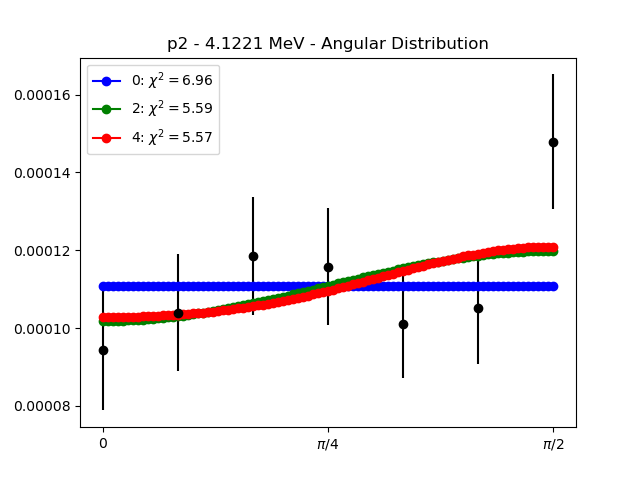 p2 - 4.1221 MeV - Angular Distribution
0: χ² = 6.96
2: χ² = 5.59
4: χ² = 5.57
0.00016
0.00014
0.00012
0.00010
0.00008
0
π/4
π/2